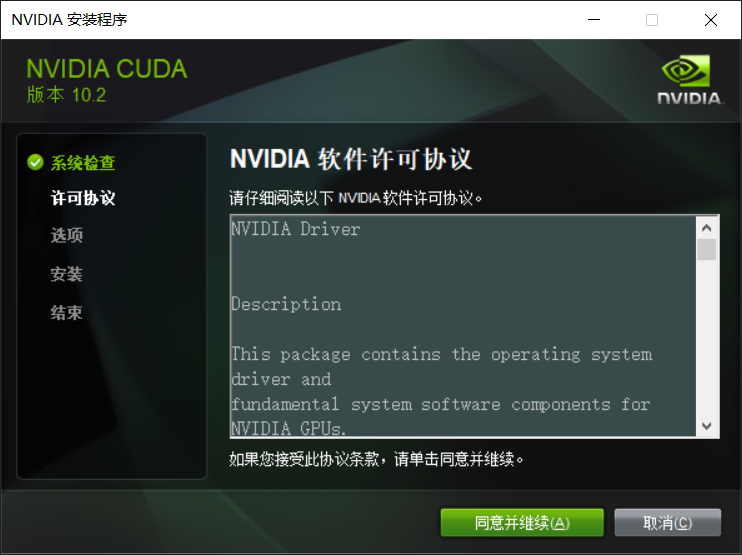 NVIDIA 安装程序
NVIDIA CUDA
版本 10.2
nVIDIA.
系统检查
许可协议
选项
安装
结束
NVIDIA 软件许可协议
请仔细阅读以下 NVIDIA 软件许可协议。
NVIDIA Driver
Description
This package contains the operating system
driver and
fundamental system software components for
NVIDIA GPUs.
如果您接受此协议条款，请单击同意并继续。
同意并继续(A)
取消(C)